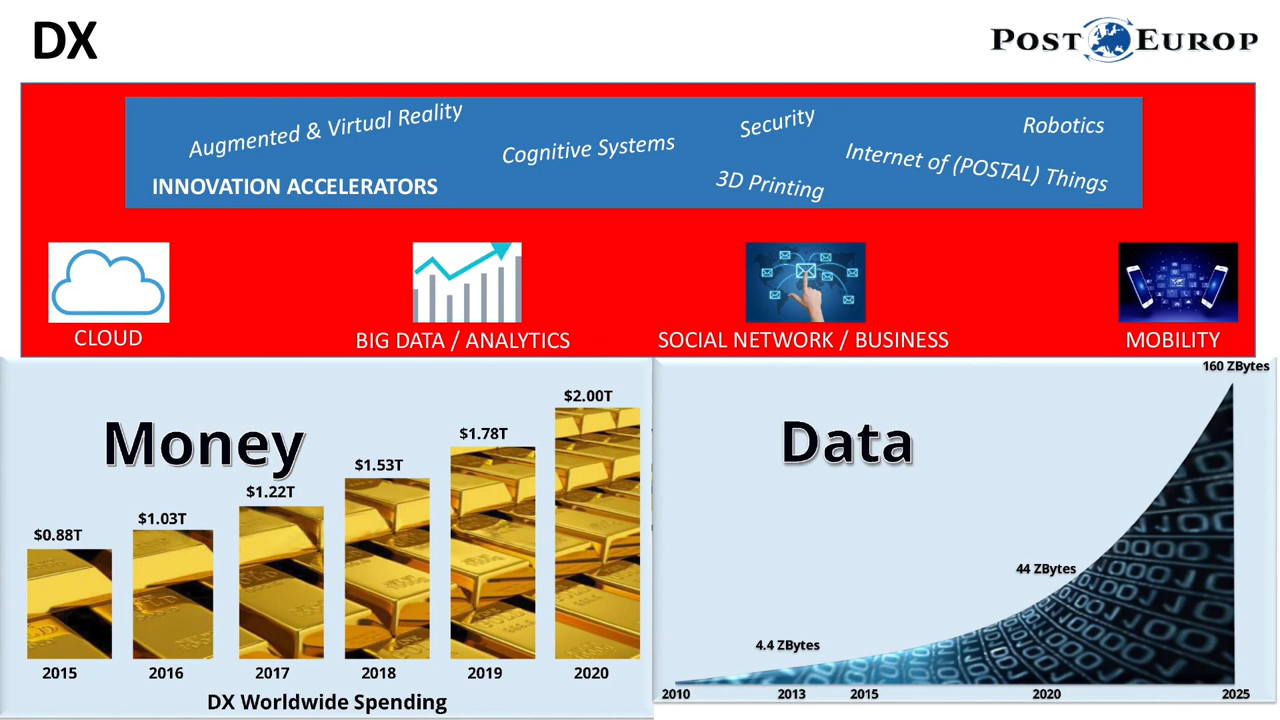 DX
POST EUROP
Augmented & Virtual Reality
Cognitive Systems
Security
Robotics
Internet of (POSTAL) Things
3D Printing
INNOVATION ACCELERATORS
CLOUD
BIG DATA / ANALYTICS
SOCIAL NETWORK / BUSINESS
MOBILITY
Money
$0.88T
$1.03T
$1.22T
$1.53T
$1.78T
$2.00T
2015
2016
2017
2018
2019
2020
DX Worldwide Spending
Data
160 ZBytes
44 ZBytes
4.4 ZBytes
2010
2013
2015
2020
2025